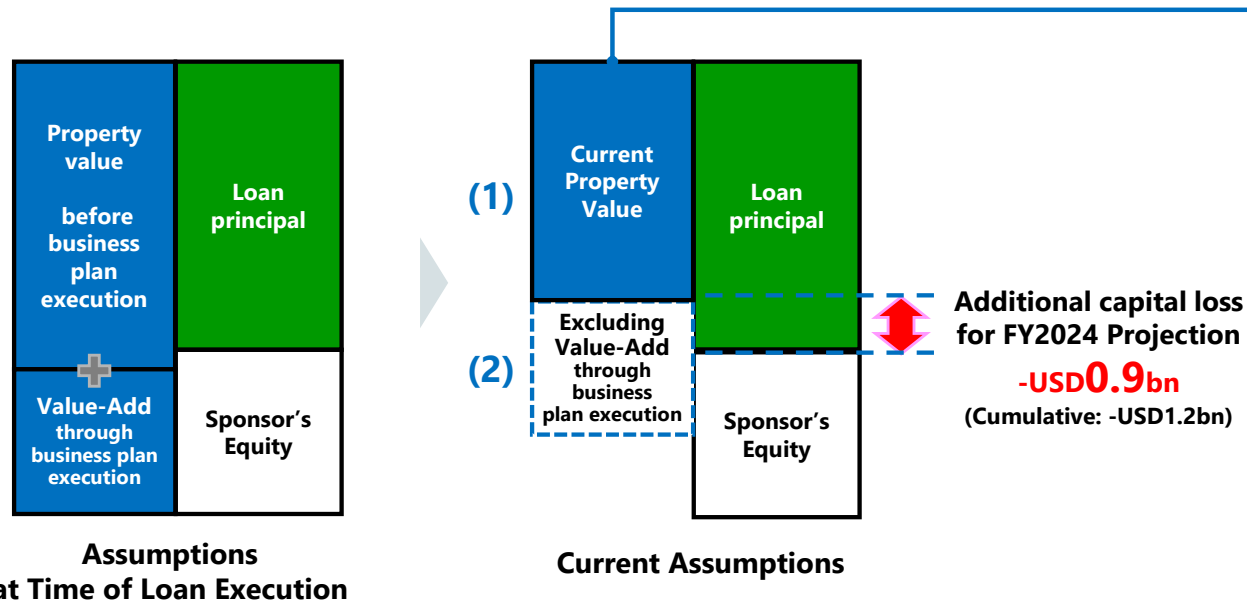 Property
value
before
business
plan
execution
Value-Add
through
business plan
execution
Loan
principal
Sponsor’s
Equity
Assumptions
at Time of Loan Execution
(1)
Current
Property
Value
(2)
Excluding
Value-Add
through
business
plan execution
Loan
principal
Sponsor’s
Equity
Current Assumptions
Additional capital loss
for FY2024 Projection
-USD0.9bn
(Cumulative: -USD1.2bn)